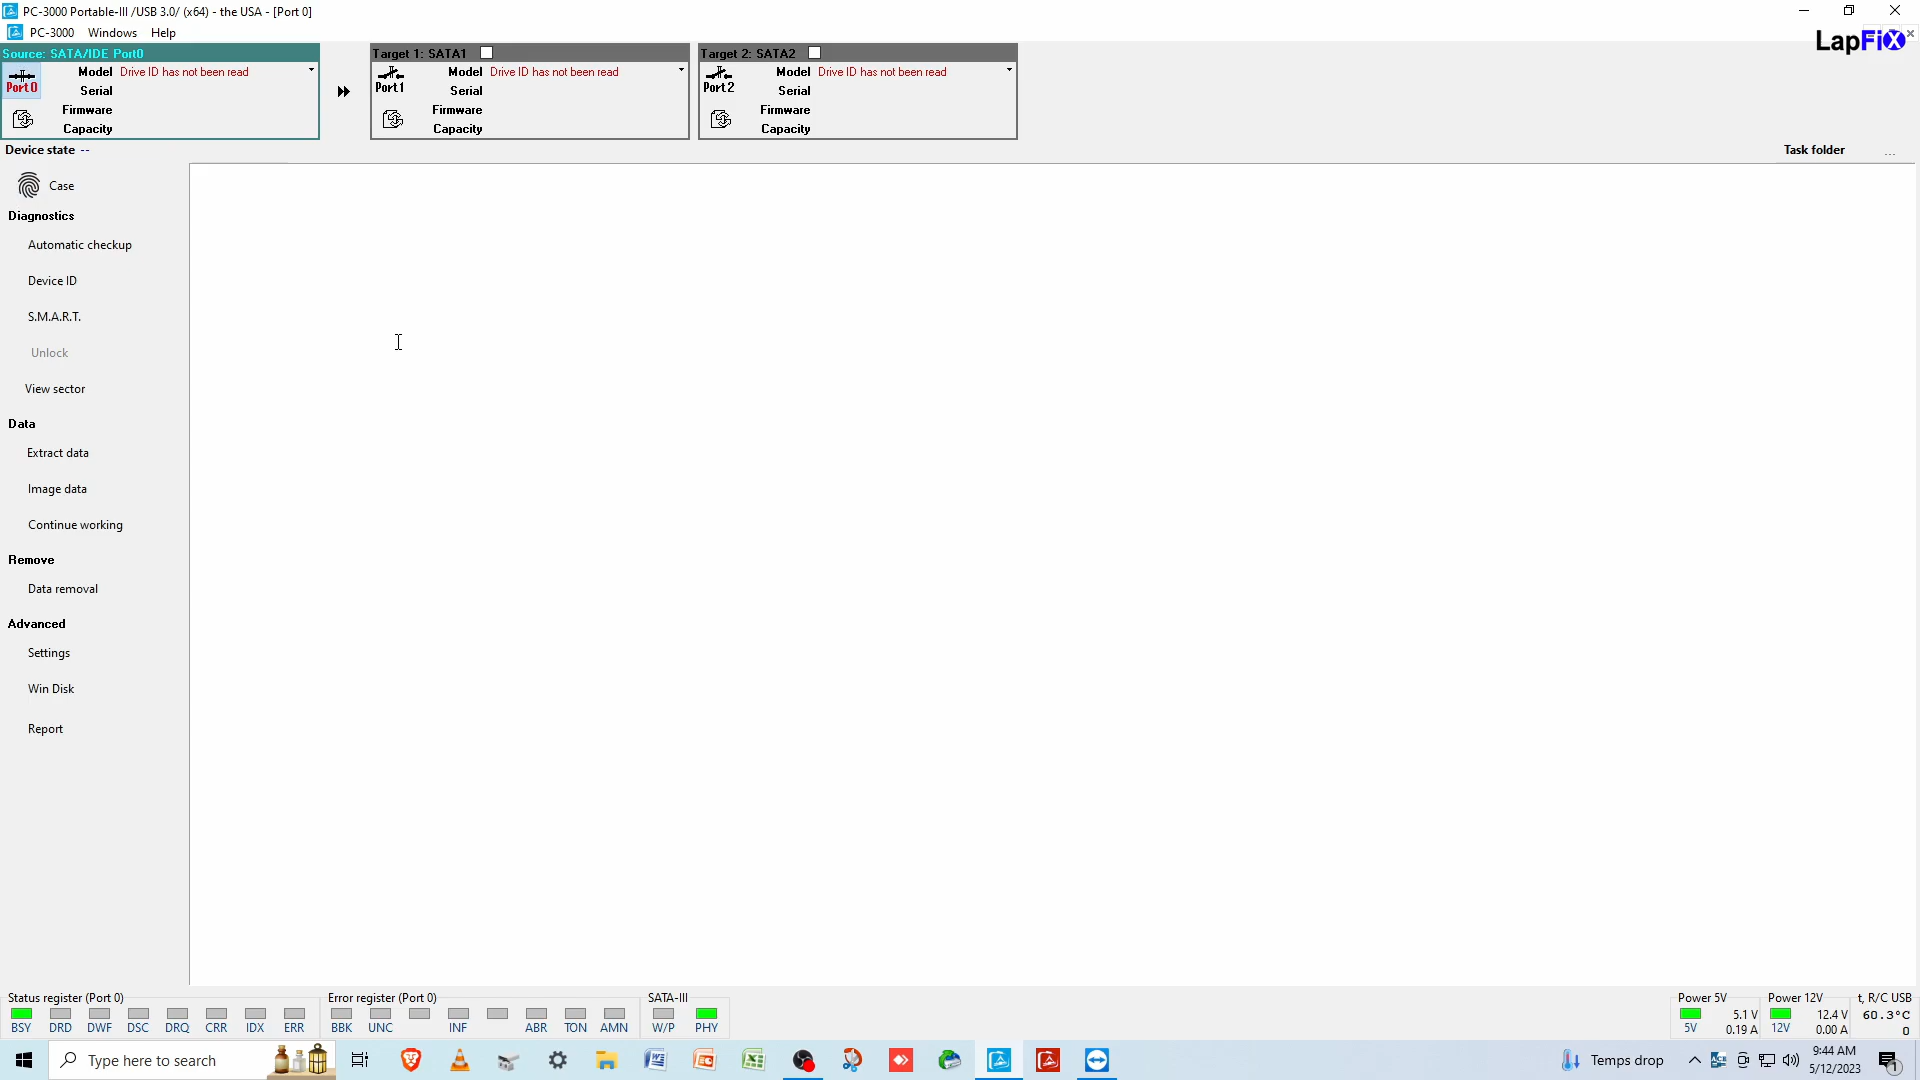 PC-3000 Portable-III /USB 3.0/ (x64) - the USA - [Port 0]
PC-3000 Windows Help
LapFiX
Source: SATA/IDE Port0
Port0
Model Drive ID has not been read
Serial
Firmware
Capacity
Target 1: SATA1
Port1
Model Drive ID has not been read
Serial
Firmware
Capacity
Target 2: SATA2
Port2
Model Drive ID has not been read
Serial
Firmware
Capacity
Device state --
Task folder ...
Case
Diagnostics
Automatic checkup
Device ID
S.M.A.R.T.
Unlock
View sector
Data
Extract data
Image data
Continue working
Remove
Data removal
Advanced
Settings
Win Disk
Report
Status register (Port 0)
BSY DRD DWF DSC DRQ CRR IDX ERR
Error register (Port 0)
BBK UNC INF ABR TON AMN
SATA-III
W/P PHY
Power 5V
5.1 V
5V 0.19 A
Power 12V
12.4 V
12V 0.00 A
t, R/C USB
60.3°C
0
Type here to search
Temps drop
9:44 AM
5/12/2023
1